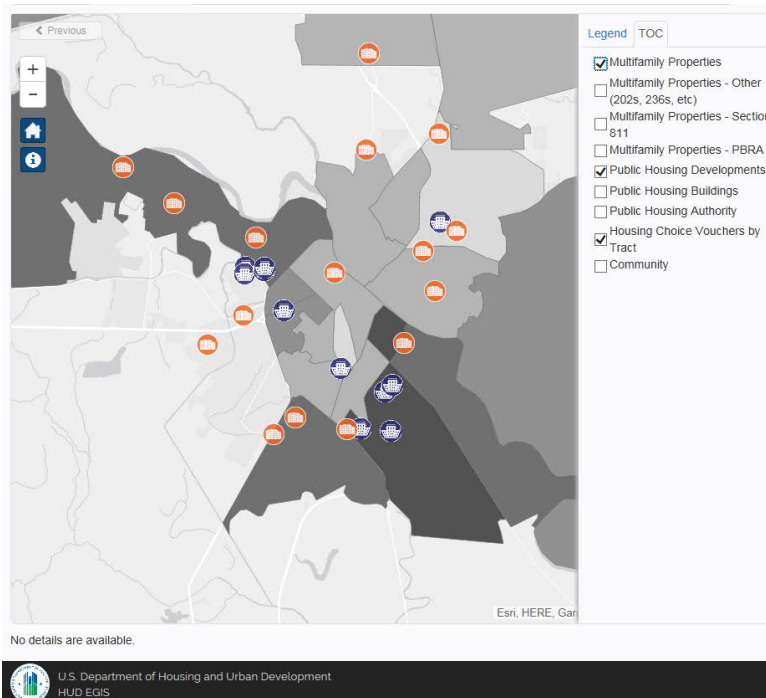 Previous
+
−
Legend TOC
Multifamily Properties
Multifamily Properties - Other
(202s, 236s, etc)
Multifamily Properties - Section
811
Multifamily Properties - PBRA
Public Housing Developments
Public Housing Buildings
Public Housing Authority
Housing Choice Vouchers by
Tract
Community
Esri, HERE, Gar
No details are available.
U.S. Department of Housing and Urban Development
HUD EGIS